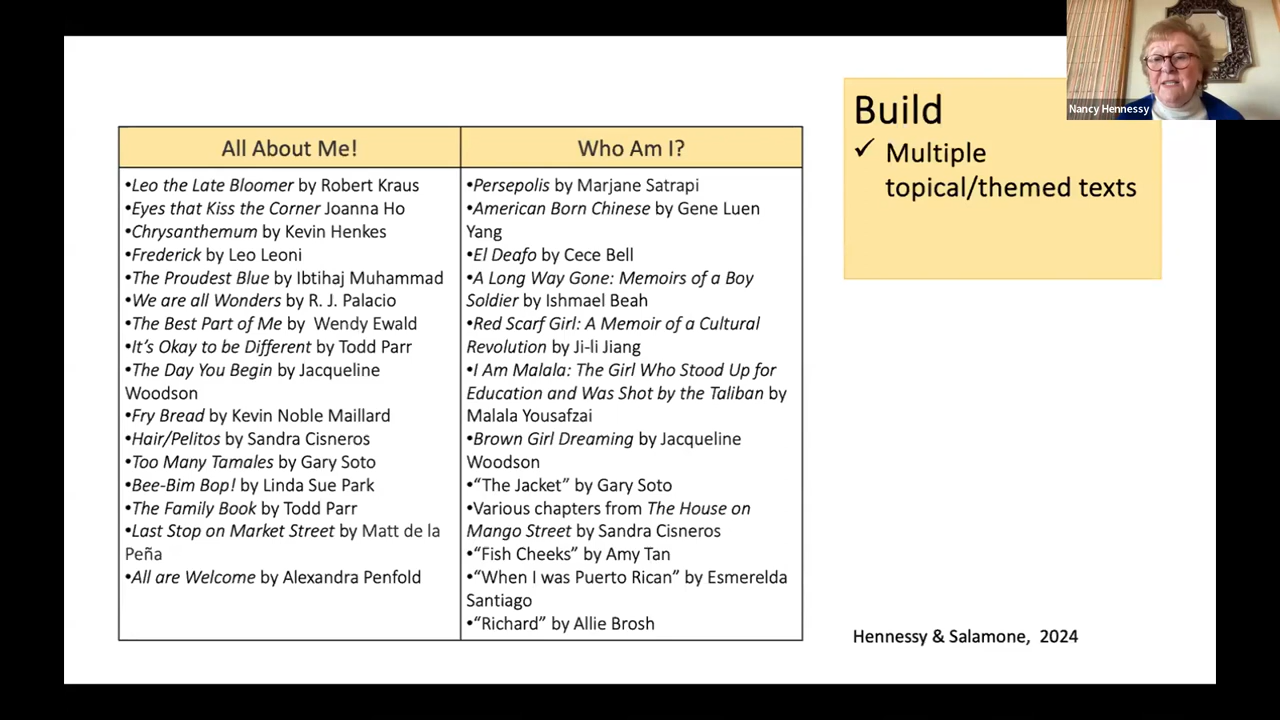 All About Me!
•Leo the Late Bloomer by Robert Kraus
•Eyes that Kiss the Corner Joanna Ho
•Chrysanthemum by Kevin Henkes
•Frederick by Leo Leoni
•The Proudest Blue by Ibtihaj Muhammad
•We are all Wonders by R. J. Palacio
•The Best Part of Me by Wendy Ewald
•It's Okay to be Different by Todd Parr
•The Day You Begin by Jacqueline
Woodson
•Fry Bread by Kevin Noble Maillard
•Hair/Pelitos by Sandra Cisneros
•Too Many Tamales by Gary Soto
•Bee-Bim Bop! by Linda Sue Park
•The Family Book by Todd Parr
•Last Stop on Market Street by Matt de la
Peña
•All are Welcome by Alexandra Penfold
Who Am I?
•Persepolis by Marjane Satrapi
•American Born Chinese by Gene Luen
Yang
•El Deafo by Cece Bell
•A Long Way Gone: Memoirs of a Boy
Soldier by Ishmael Beah
•Red Scarf Girl: A Memoir of a Cultural
Revolution by Ji-li Jiang
•I Am Malala: The Girl Who Stood Up for
Education and Was Shot by the Taliban by
Malala Yousafzai
•Brown Girl Dreaming by Jacqueline
Woodson
•“The Jacket” by Gary Soto
•Various chapters from The House on
Mango Street by Sandra Cisneros
•“Fish Cheeks” by Amy Tan
•“When I was Puerto Rican” by Esmerelda
Santiago
•“Richard” by Allie Brosh
Build
✓ Multiple
topical/themed texts
Nancy Hennessy
Hennessy & Salamone, 2024